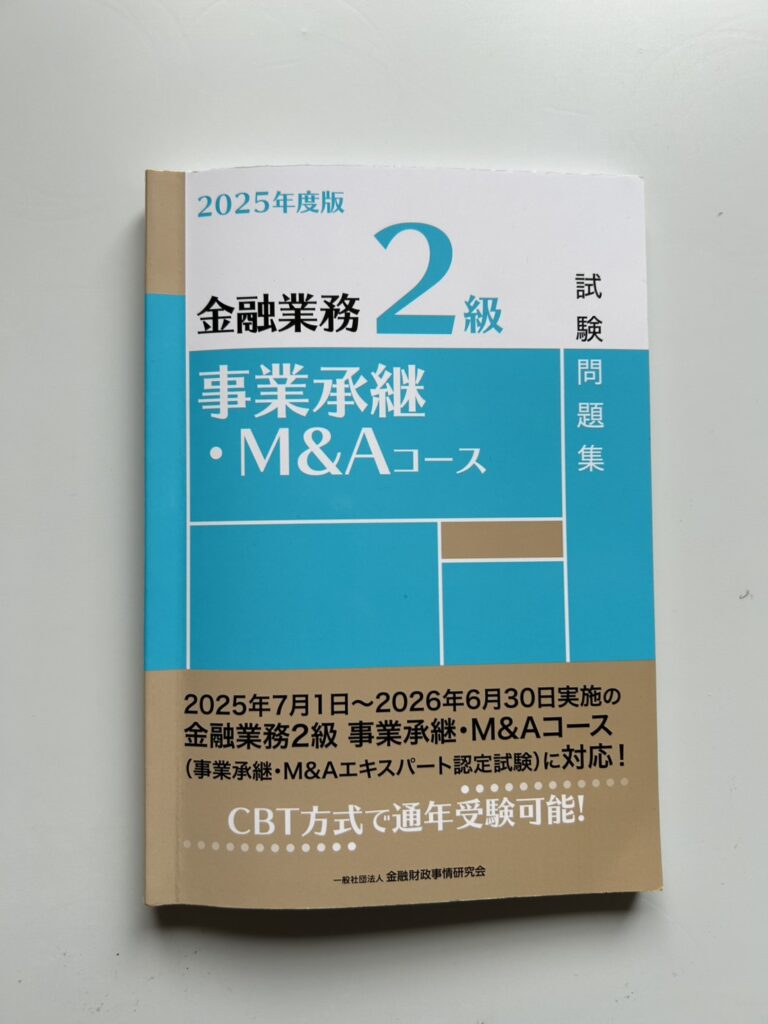 2025年度版
金融業務2級
試験問題集
事業承継
・M&Aコース
2025年7月1日～2026年6月30日実施の
金融業務2級 事業承継・M&Aコース
(事業承継・M&Aエキスパート認定試験)に対応！
CBT方式で通年受験可能!
一般社団法人 金融財政事情研究会